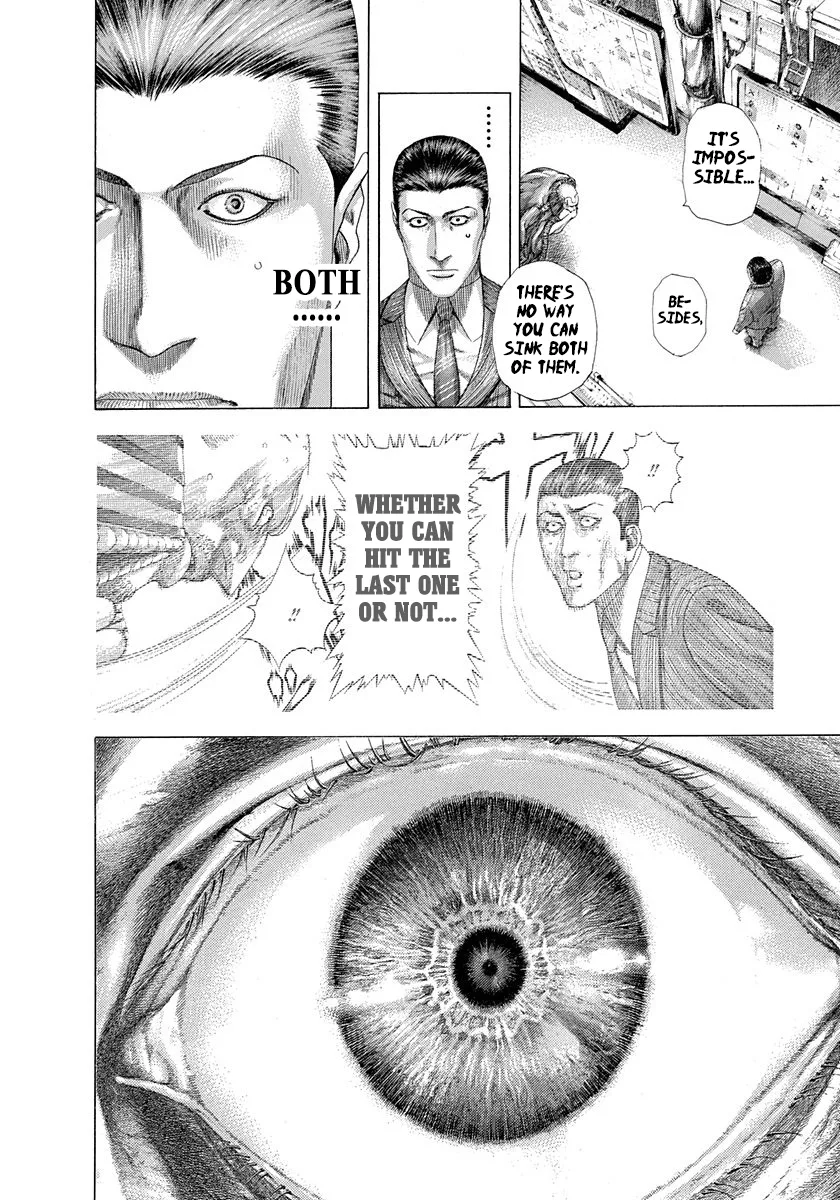 IT'S
IMPOS-
SIBLE...
BE-
SIDES,
THERE'S
NO WAY
YOU CAN
SINK BOTH
OF THEM.
......
BOTH
......
!!
WHETHER
YOU CAN
HIT THE
LAST ONE
OR NOT...
!!